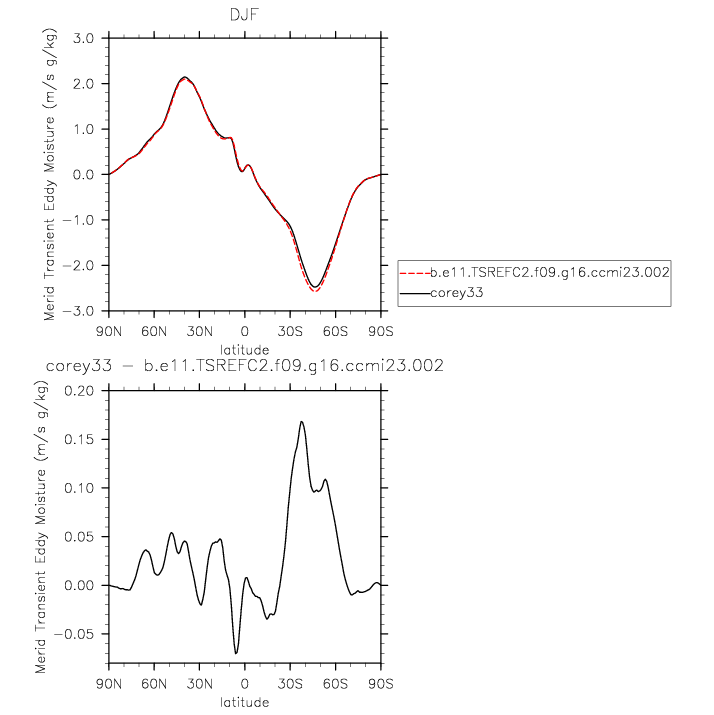 DJF
Merid Transient Eddy Moisture (m/s g/kg)
3.0
2.0
1.0
0.0
−1.0
−2.0
−3.0
90N 60N 30N 0 30S 60S 90S
latitude
b.e11.TSREFC2.f09.g16.ccmi23.002
corey33
corey33 − b.e11.TSREFC2.f09.g16.ccmi23.002
Merid Transient Eddy Moisture (m/s g/kg)
0.20
0.15
0.10
0.05
0.00
−0.05
90N 60N 30N 0 30S 60S 90S
latitude